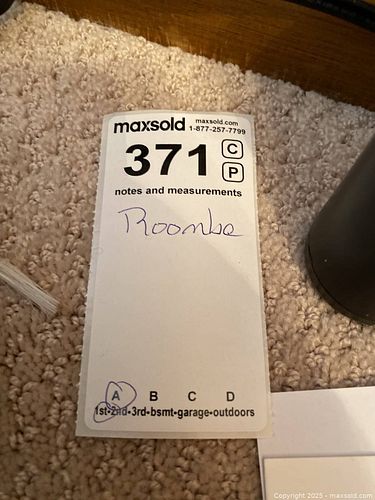 maxsold maxsold.com
1-877-257-7799
371 C
P
notes and measurements
Roomba
A B C D
1st•2nd•3rd•bsmt•garage•outdoors
Copyright 2025 - maxsold.com